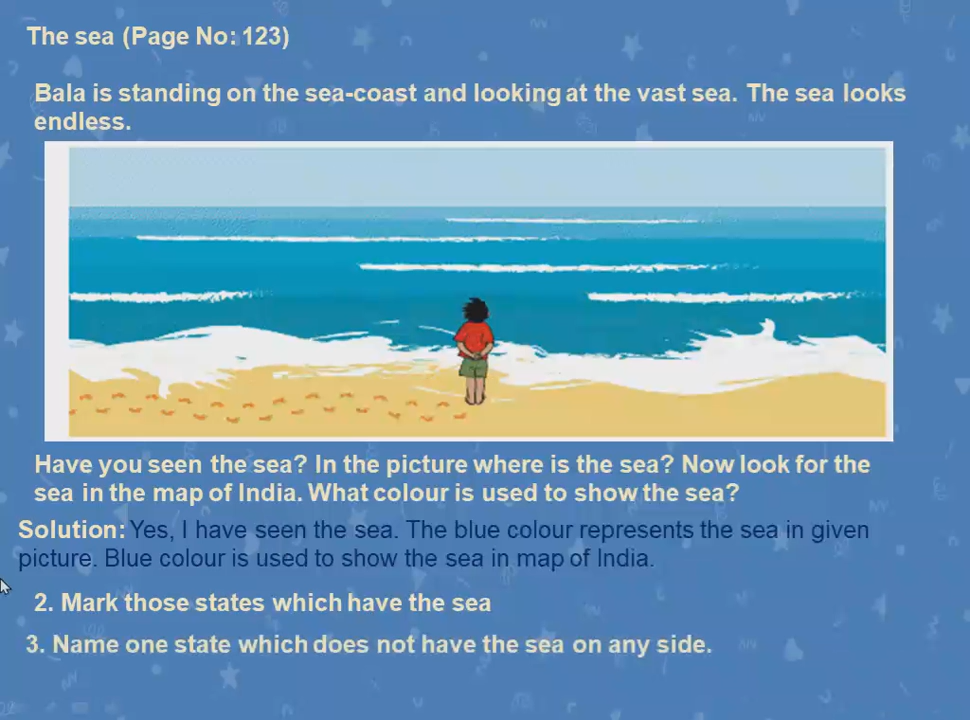 The sea (Page No: 123)
Bala is standing on the sea-coast and looking at the vast sea. The sea looks
endless.
Have you seen the sea? In the picture where is the sea? Now look for the
sea in the map of India. What colour is used to show the sea?
Solution: Yes, I have seen the sea. The blue colour represents the sea in given
picture. Blue colour is used to show the sea in map of India.
2. Mark those states which have the sea
3. Name one state which does not have the sea on any side.